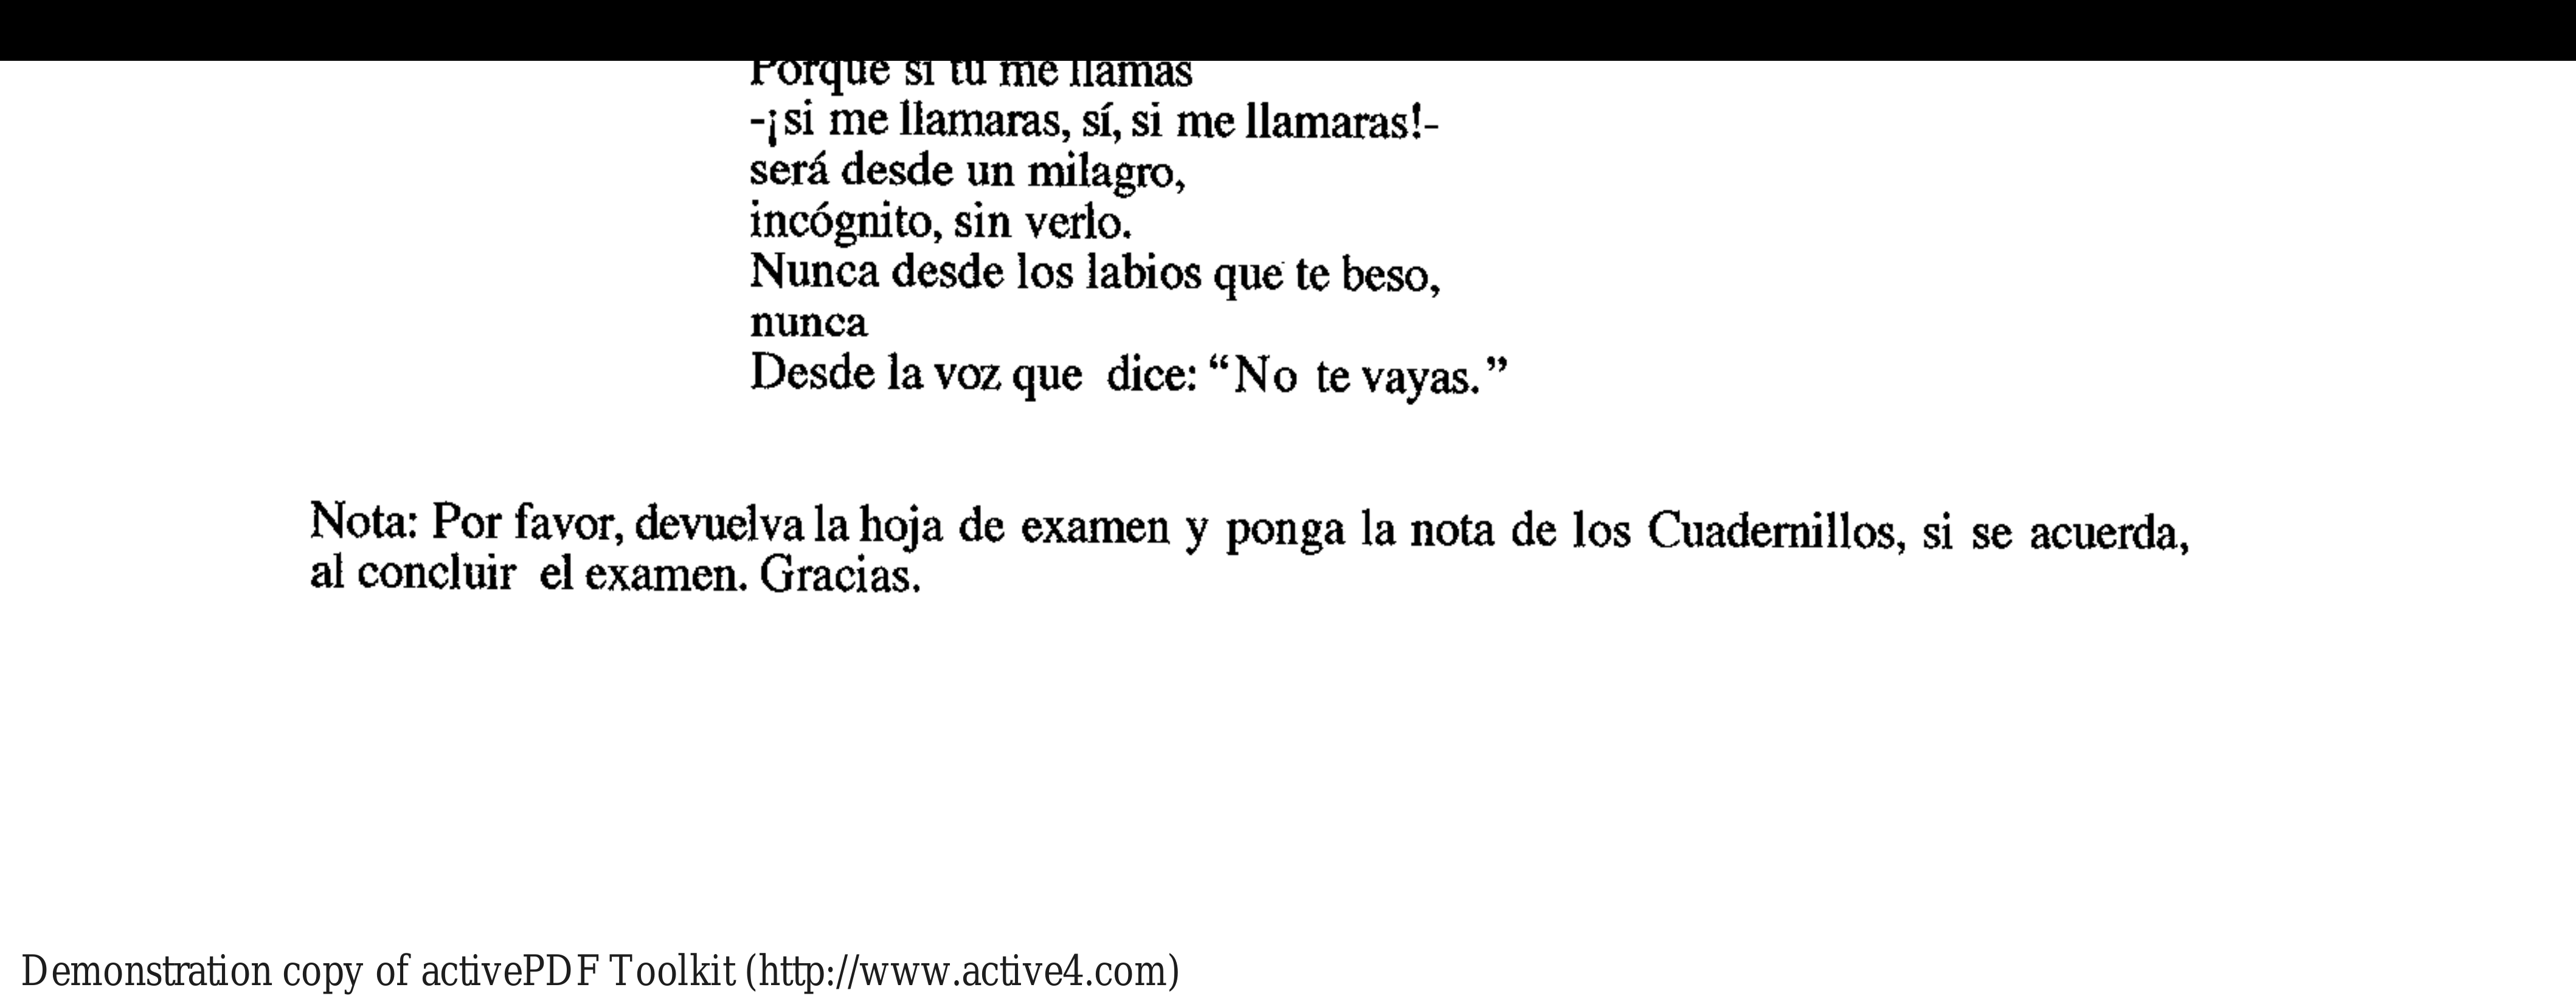 Porque si tú me llamas
-¡si me llamaras, sí, si me llamaras!-
será desde un milagro,
incógnito, sin verlo.
Nunca desde los labios que te beso,
nunca
Desde la voz que dice: “No te vayas.”
Nota: Por favor, devuelva la hoja de examen y ponga la nota de los Cuadernillos, si se acuerda,
al concluir el examen. Gracias.
Demonstration copy of activePDF Toolkit (http://www.active4.com)